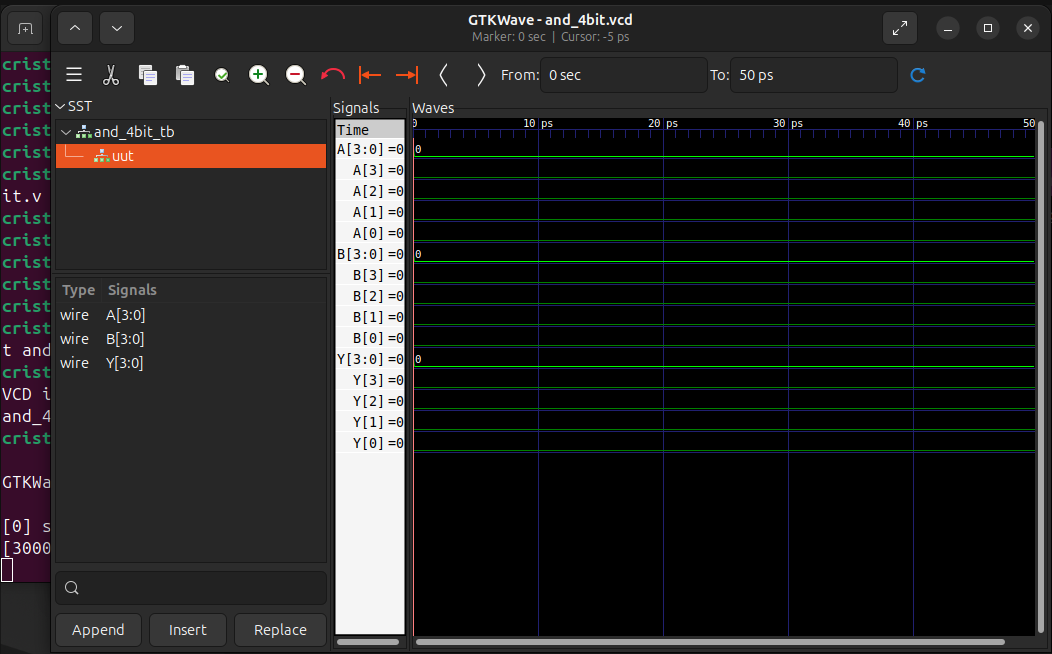 GTKWave - and_4bit.vcd
Marker: 0 sec | Cursor: -5 ps
From: 0 sec To: 50 ps
SST
and_4bit_tb
uut
Type Signals
wire A[3:0]
wire B[3:0]
wire Y[3:0]
Append Insert Replace
Signals
Time
A[3:0] =0
A[3] =0
A[2] =0
A[1] =0
A[0] =0
B[3:0] =0
B[3] =0
B[2] =0
B[1] =0
B[0] =0
Y[3:0] =0
Y[3] =0
Y[2] =0
Y[1] =0
Y[0] =0
Waves
0 10 ps 20 ps 30 ps 40 ps 50
0
0
0
crist
crist
crist
crist
crist
crist
it.v
crist
crist
crist
crist
crist
crist
t and
crist
VCD i
and_4
crist
GTKWa
[0] s
[3000